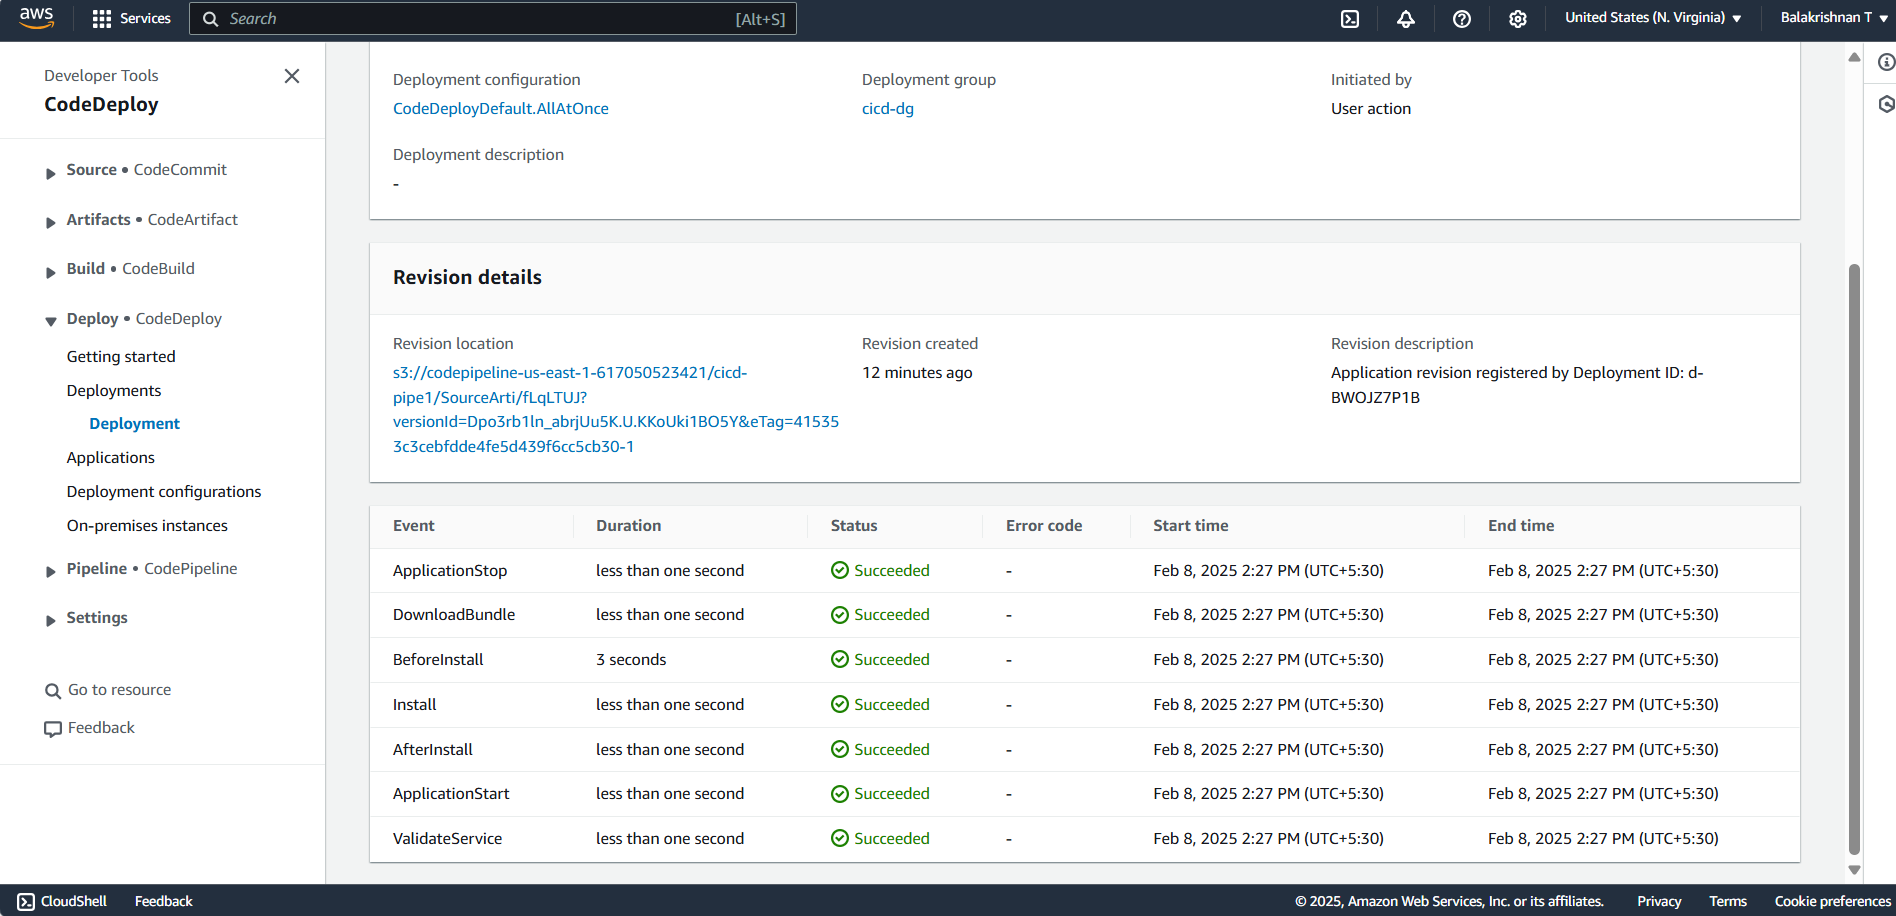 aws
Services
Search
[Alt+S]
United States (N. Virginia)
Balakrishnan T
Developer Tools
CodeDeploy
Source • CodeCommit
Artifacts • CodeArtifact
Build • CodeBuild
Deploy • CodeDeploy
Getting started
Deployments
Deployment
Applications
Deployment configurations
On-premises instances
Pipeline • CodePipeline
Settings
Go to resource
Feedback
Deployment configuration
CodeDeployDefault.AllAtOnce
Deployment group
cicd-dg
Initiated by
User action
Deployment description
-
Revision details
Revision location
s3://codepipeline-us-east-1-617050523421/cicd-
pipe1/SourceArti/fLqLTUJ?
versionId=Dpo3rb1ln_abrjUu5K.U.KKoUki1BO5Y&eTag=41535
3c3cebfdde4fe5d439f6cc5cb30-1
Revision created
12 minutes ago
Revision description
Application revision registered by Deployment ID: d-
BWOJZ7P1B
Event Duration Status Error code Start time End time
ApplicationStop less than one second Succeeded - Feb 8, 2025 2:27 PM (UTC+5:30) Feb 8, 2025 2:27 PM (UTC+5:30)
DownloadBundle less than one second Succeeded - Feb 8, 2025 2:27 PM (UTC+5:30) Feb 8, 2025 2:27 PM (UTC+5:30)
BeforeInstall 3 seconds Succeeded - Feb 8, 2025 2:27 PM (UTC+5:30) Feb 8, 2025 2:27 PM (UTC+5:30)
Install less than one second Succeeded - Feb 8, 2025 2:27 PM (UTC+5:30) Feb 8, 2025 2:27 PM (UTC+5:30)
AfterInstall less than one second Succeeded - Feb 8, 2025 2:27 PM (UTC+5:30) Feb 8, 2025 2:27 PM (UTC+5:30)
ApplicationStart less than one second Succeeded - Feb 8, 2025 2:27 PM (UTC+5:30) Feb 8, 2025 2:27 PM (UTC+5:30)
ValidateService less than one second Succeeded - Feb 8, 2025 2:27 PM (UTC+5:30) Feb 8, 2025 2:27 PM (UTC+5:30)
CloudShell
Feedback
© 2025, Amazon Web Services, Inc. or its affiliates.
Privacy
Terms
Cookie preferences